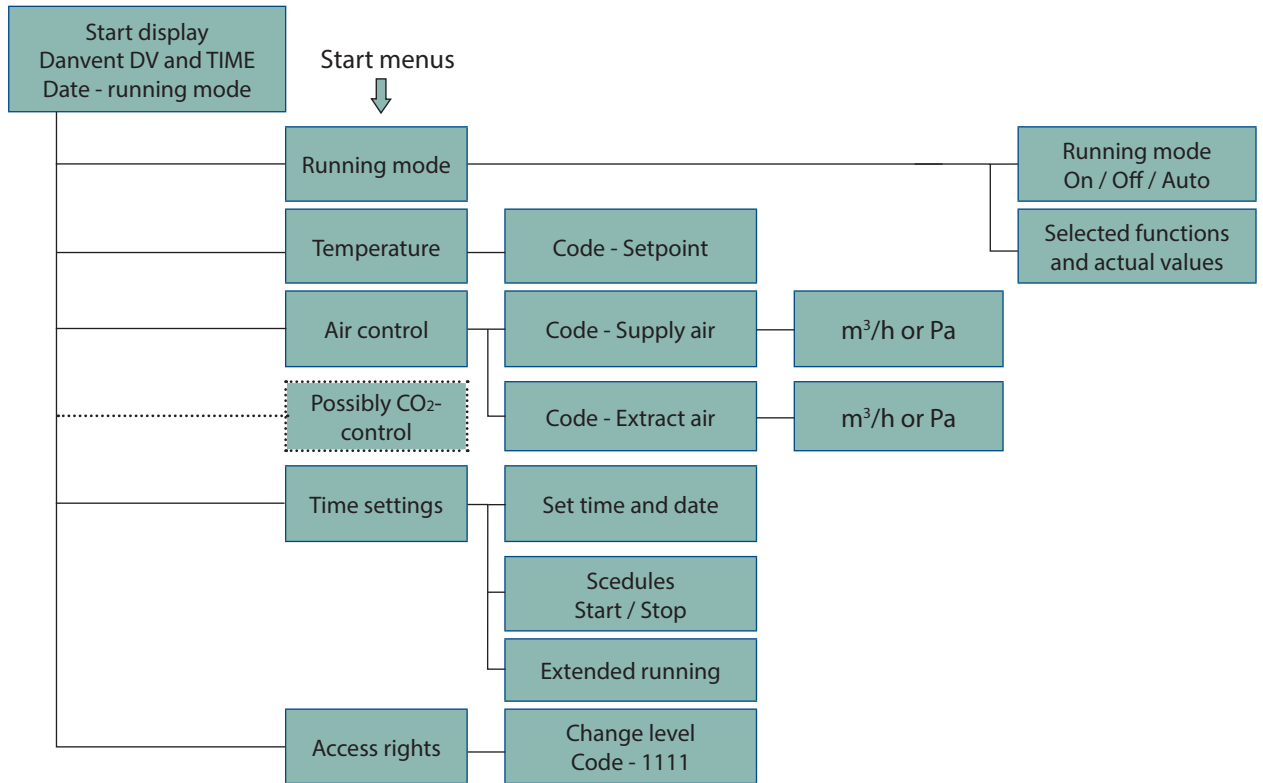 Start display
Danvent DV and TIME
Date - running mode
Start menus
Running mode
Running mode
On / Off / Auto
Selected functions
and actual values
Temperature
Code - Setpoint
Air control
Code - Supply air
m³/h or Pa
Possibly CO₂-
control
Code - Extract air
m³/h or Pa
Time settings
Set time and date
Scedules
Start / Stop
Extended running
Access rights
Change level
Code - 1111